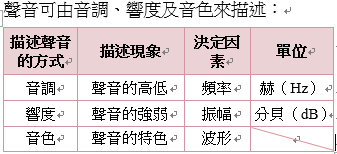 聲音可由音調、響度及音色來描述：
描述聲音的方式 描述現象 決定因素 單位
音調 聲音的高低 頻率 赫（Hz）
響度 聲音的強弱 振幅 分貝（dB）
音色 聲音的特色 波形